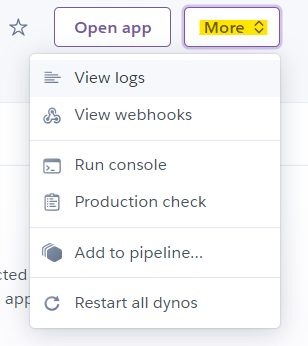 Open app
More
View logs
View webhooks
Run console
Production check
Add to pipeline...
cted
app
Restart all dynos